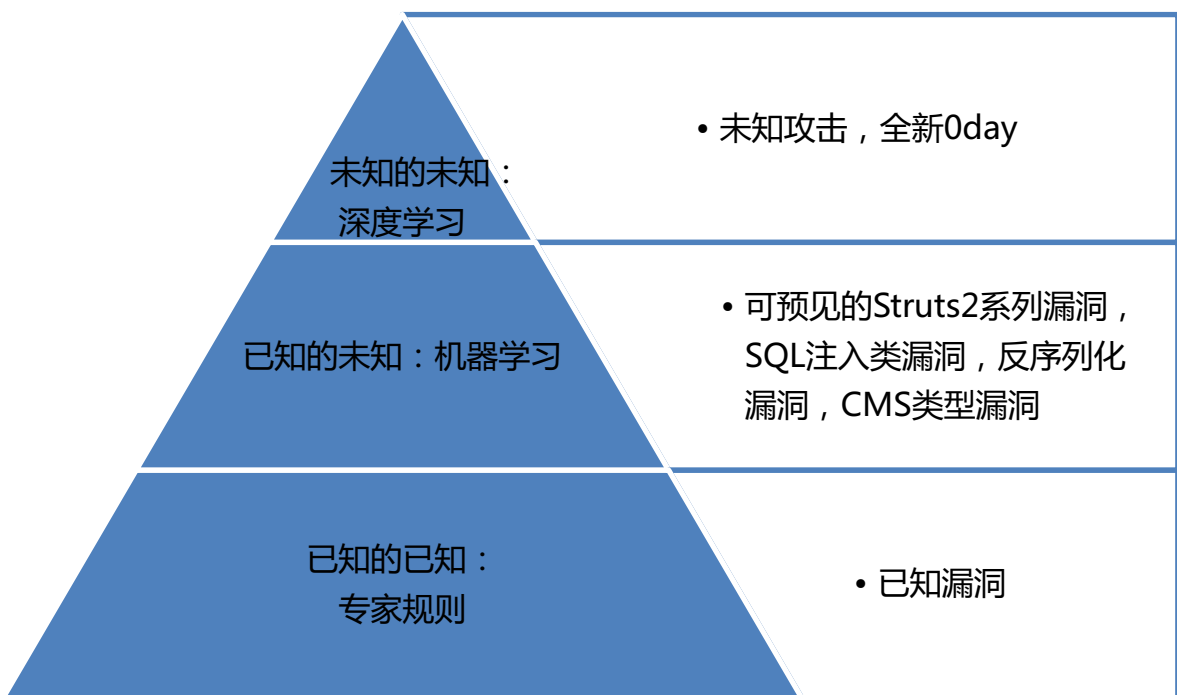 • 未知攻击，全新0day
未知的未知：
深度学习
• 可预见的Struts2系列漏洞，
SQL注入类漏洞，反序列化
漏洞，CMS类型漏洞
已知的未知：机器学习
已知的已知：
专家规则
• 已知漏洞